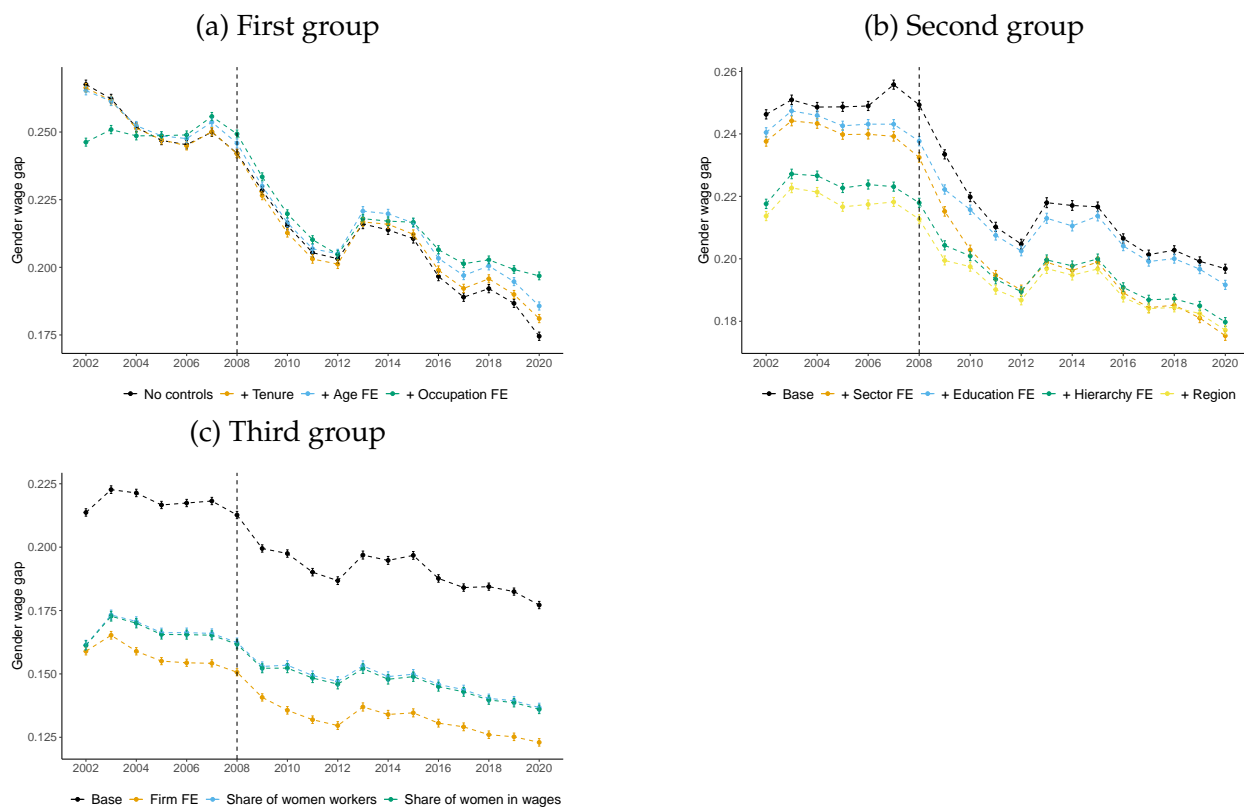 (a) First group
0.250
0.225
0.200
0.175
Gender wage gap
2002 2004 2006 2008 2010 2012 2014 2016 2018 2020
No controls + Tenure + Age FE + Occupation FE
(b) Second group
0.26
0.24
0.22
0.20
0.18
Gender wage gap
2002 2004 2006 2008 2010 2012 2014 2016 2018 2020
Base + Sector FE + Education FE + Hierarchy FE + Region
(c) Third group
0.225
0.200
0.175
0.150
0.125
Gender wage gap
2002 2004 2006 2008 2010 2012 2014 2016 2018 2020
Base Firm FE Share of women workers Share of women in wages